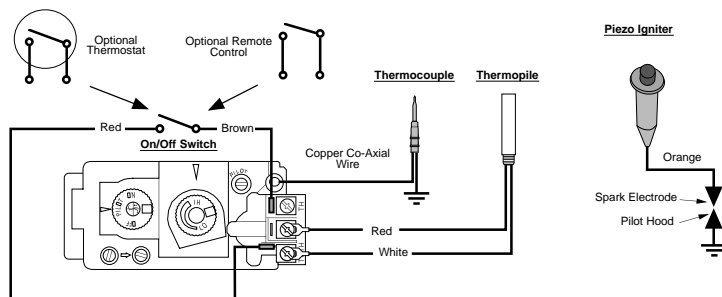 Optional
Thermostat
Optional Remote
Control
Piezo Igniter
Thermocouple
Thermopile
Red
Brown
On/Off Switch
Copper Co-Axial
Wire
Orange
Spark Electrode
Pilot Hood
PILOT
ON
PILOT
OFF
HI
LO
TH
Red
White